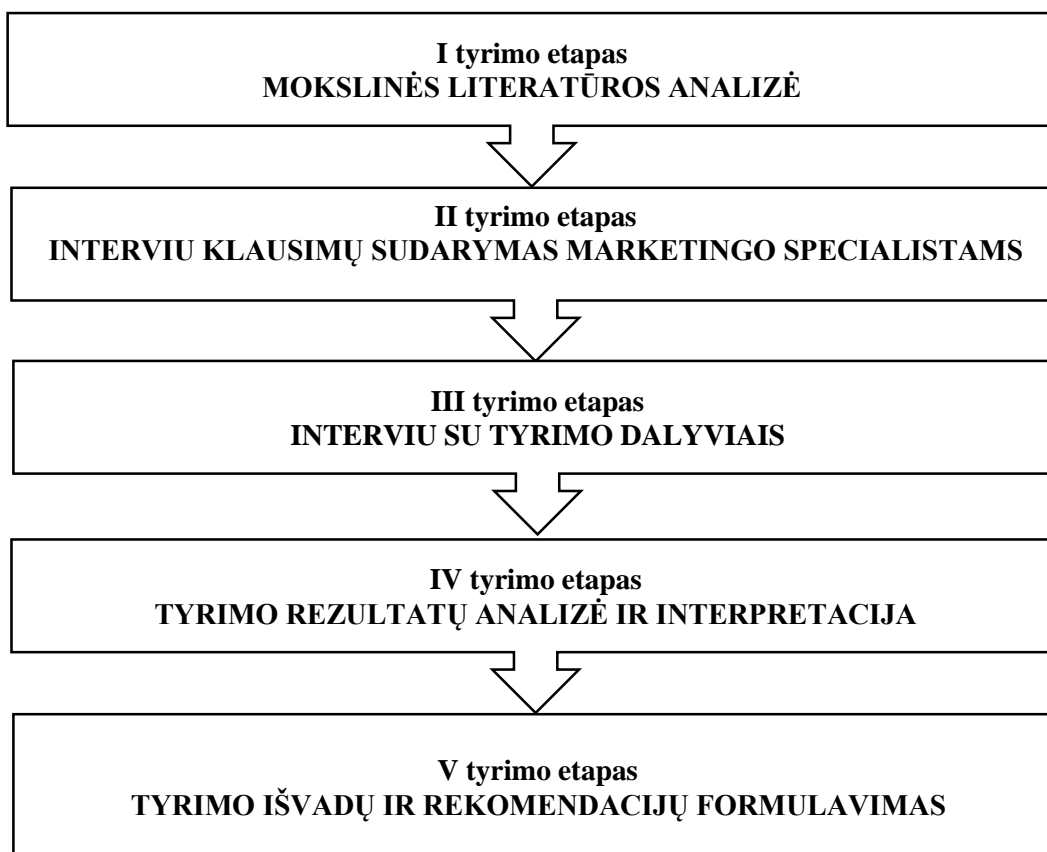 I tyrimo etapas
MOKSLINĖS LITERATŪROS ANALIZĖ
II tyrimo etapas
INTERVIU KLAUSIMŲ SUDARYMAS MARKETINGO SPECIALISTAMS
III tyrimo etapas
INTERVIU SU TYRIMO DALYVIAIS
IV tyrimo etapas
TYRIMO REZULTATŲ ANALIZĖ IR INTERPRETACIJA
V tyrimo etapas
TYRIMO IŠVADŲ IR REKOMENDACIJŲ FORMULAVIMAS